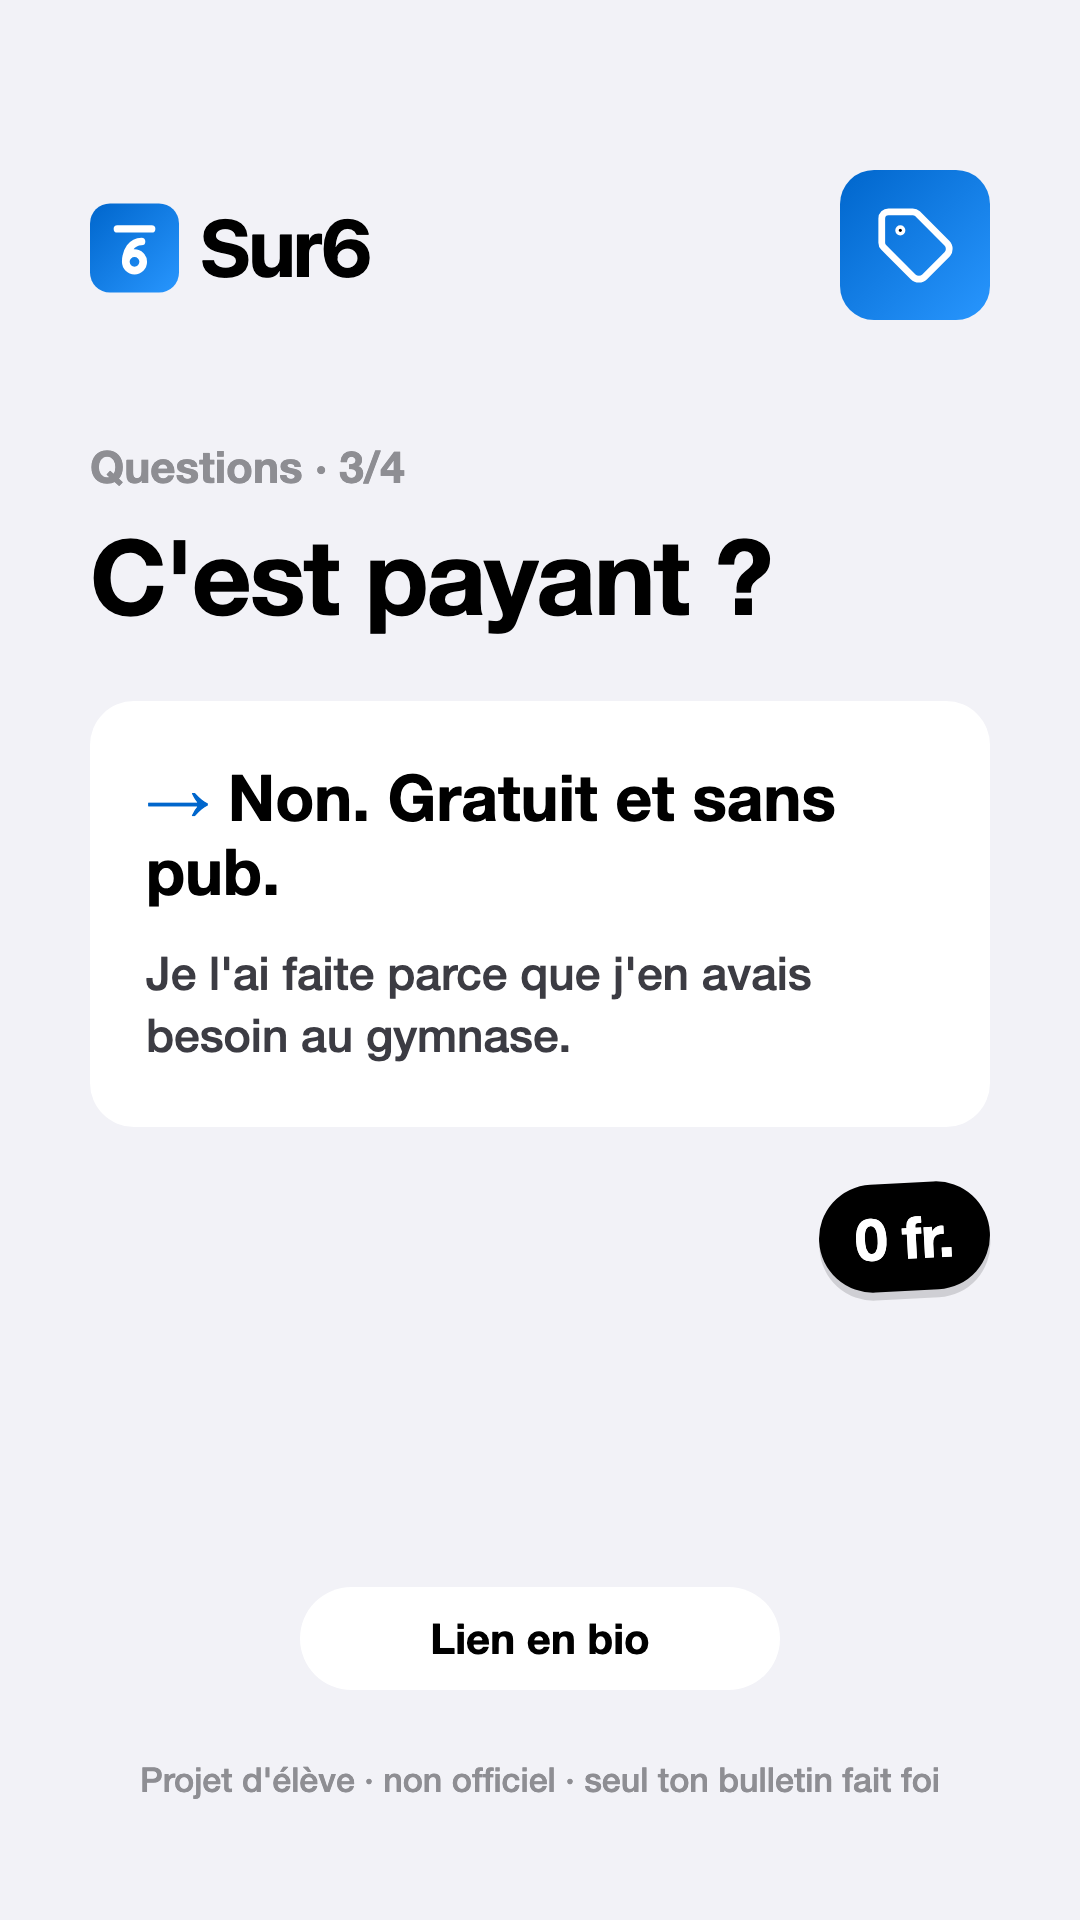 6 Sur6
Questions · 3/4
C'est payant ?
→ Non. Gratuit et sans
pub.
Je l'ai faite parce que j'en avais
besoin au gymnase.
0 fr.
Lien en bio
Projet d'élève · non officiel · seul ton bulletin fait foi